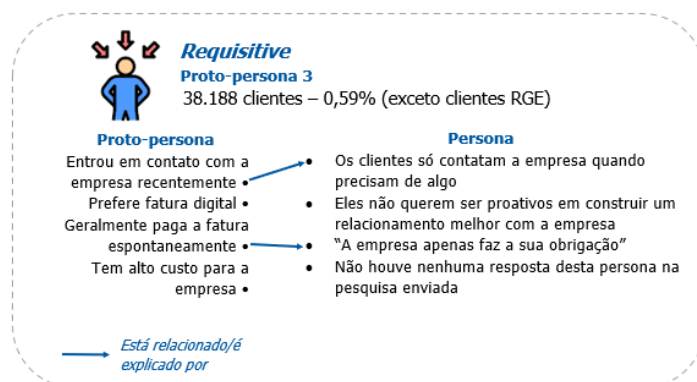 Requisitive
Proto-persona 3
38.188 clientes – 0,59% (exceto clientes RGE)
Proto-persona
Entrou em contato com a
empresa recentemente •
Prefere fatura digital •
Geralmente paga a fatura
espontaneamente •
Tem alto custo para a
empresa •
Persona
• Os clientes só contatam a empresa quando
precisam de algo
• Eles não querem ser proativos em construir um
relacionamento melhor com a empresa
• “A empresa apenas faz a sua obrigação”
• Não houve nenhuma resposta desta persona na
pesquisa enviada
Está relacionado/é
explicado por